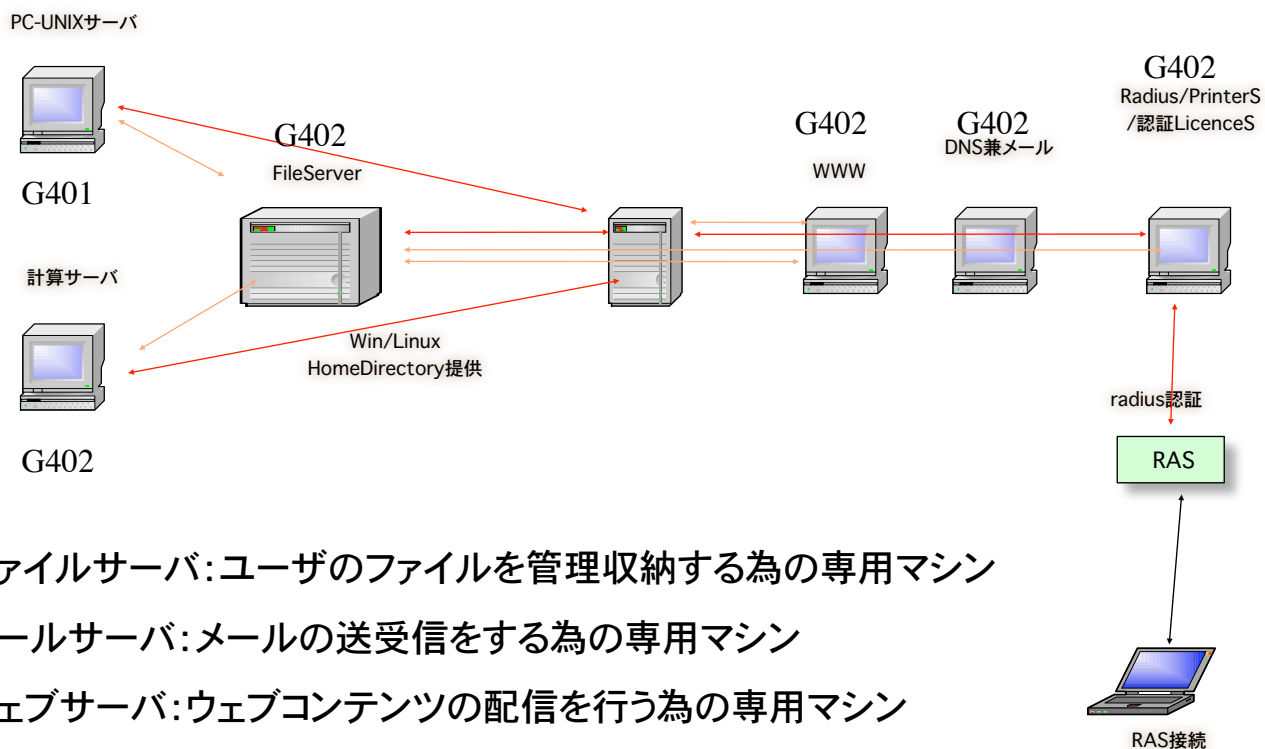 PC-UNIXサーバ
G401
G402
FileServer
G402
WWW
G402
DNS兼メール
G402
Radius/PrinterS
/認証LicenceS
計算サーバ
G402
Win/Linux
HomeDirectory提供
radius認証
RAS
RAS接続
ァイルサーバ：ユーザのファイルを管理収納する為の専用マシン
ールサーバ：メールの送受信をする為の専用マシン
ェブサーバ：ウェブコンテンツの配信を行う為の専用マシン